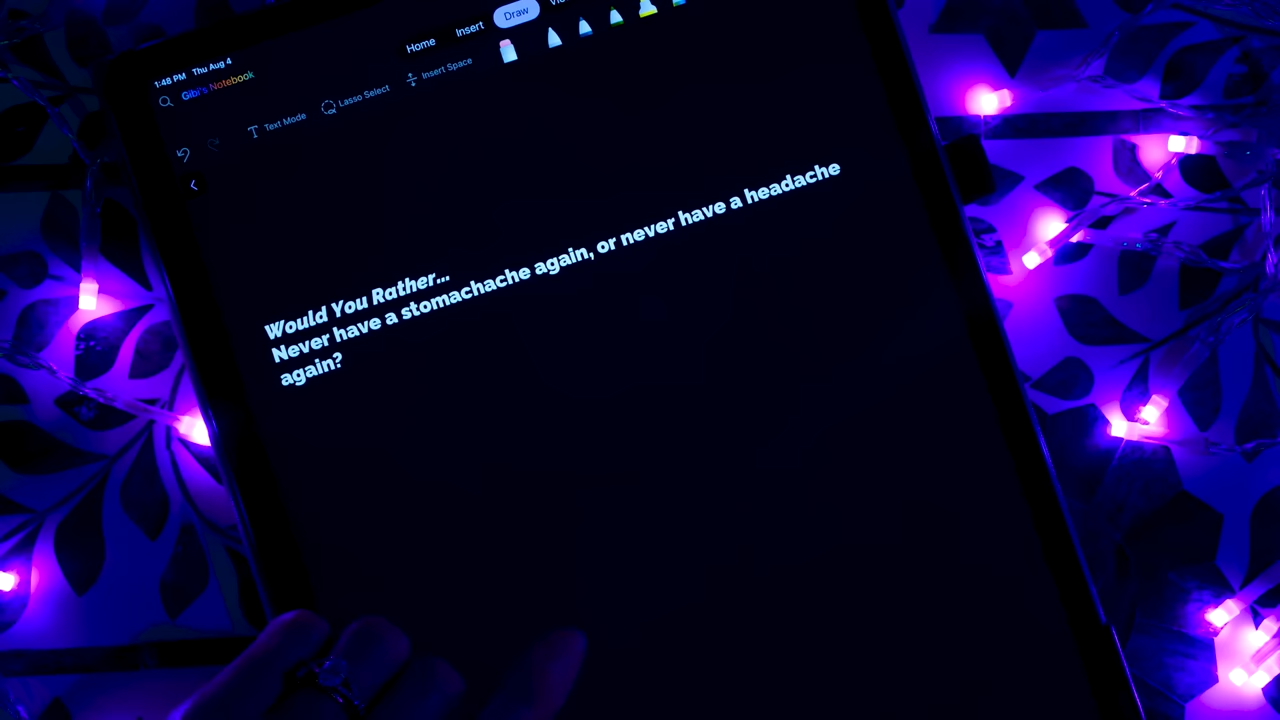 1:48 PM Thu Aug 4
Home Insert Draw
Gibi's Notebook
Text Mode Lasso Select Insert Space
Would You Rather...
Never have a stomachache again, or never have a headache
again?